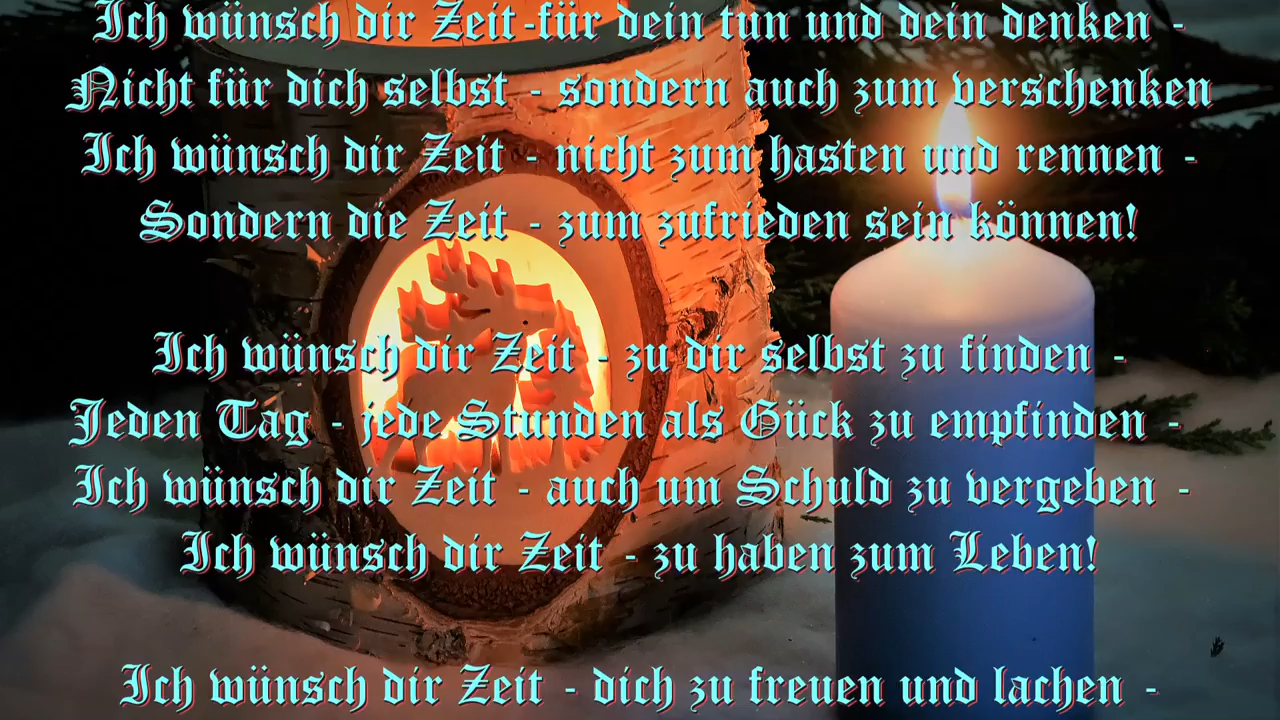 Ich wünsch dir Zeit -für dein tun und dein denken -
Nicht für dich selbst - sondern auch zum verschenken
Ich wünsch dir Zeit - nicht zum hasten und rennen -
Sondern die Zeit - zum zufrieden sein können!
Ich wünsch dir Zeit - zu dir selbst zu finden -
Jeden Tag - jede Stunden als Gück zu empfinden -
Ich wünsch dir Zeit - auch um Schuld zu vergeben -
Ich wünsch dir Zeit - zu haben zum Leben!
Ich wünsch dir Zeit - dich zu freuen und lachen -